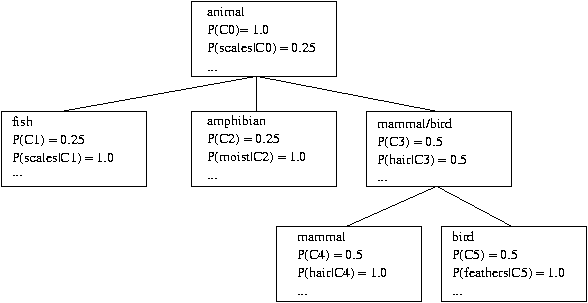 animal
P(C0)= 1.0
P(scales|C0) = 0.25
...
fish
P(C1) = 0.25
P(scales|C1) = 1.0
...
amphibian
P(C2) = 0.25
P(moist|C2) = 1.0
...
mammal/bird
P(C3) = 0.5
P(hair|C3) = 0.5
...
mammal
P(C4) = 0.5
P(hair|C4) = 1.0
...
bird
P(C5) = 0.5
P(feathers|C5) = 1.0
...